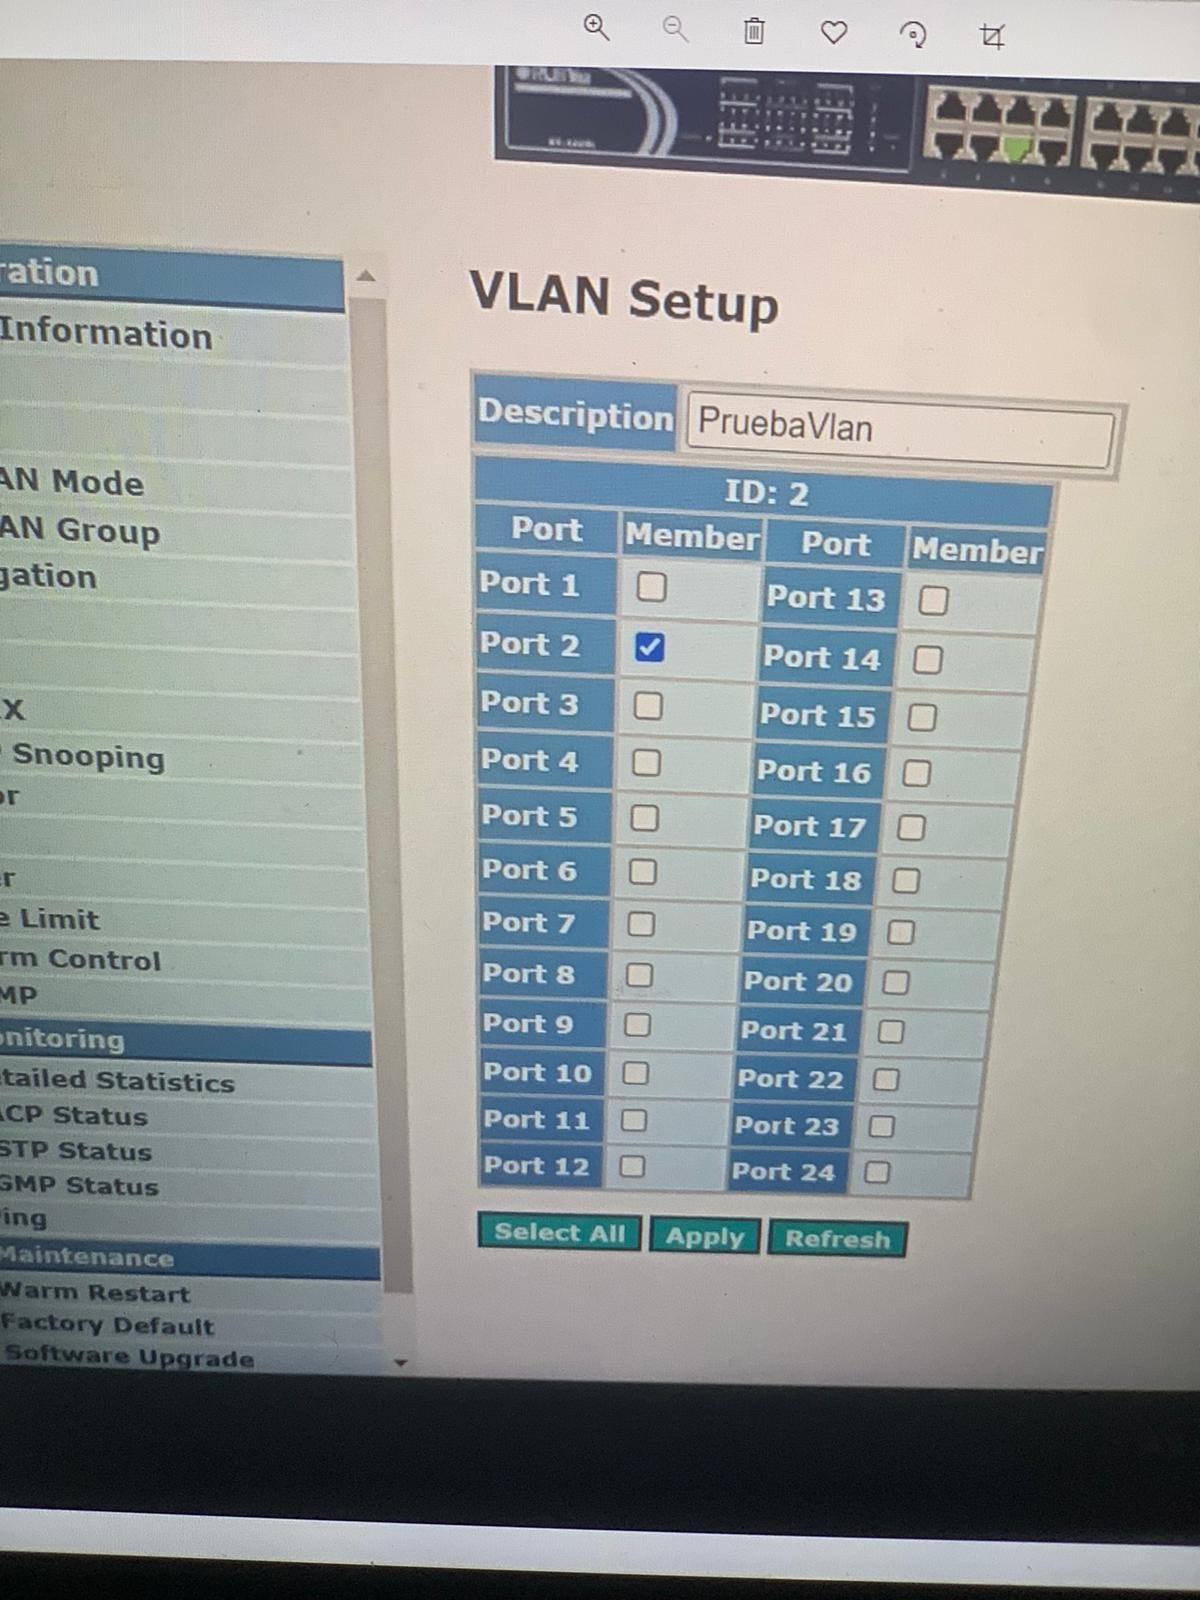 ration
Information
AN Mode
AN Group
gation
X
Snooping
or
er
e Limit
rm Control
MP
onitoring
tailed Statistics
ACP Status
STP Status
GMP Status
ing
Maintenance
Warm Restart
Factory Default
Software Upgrade
VLAN Setup
Description PruebaVlan
ID: 2
Port Member Port Member
Port 1 Port 13
Port 2 Port 14
Port 3 Port 15
Port 4 Port 16
Port 5 Port 17
Port 6 Port 18
Port 7 Port 19
Port 8 Port 20
Port 9 Port 21
Port 10 Port 22
Port 11 Port 23
Port 12 Port 24
Select All Apply Refresh